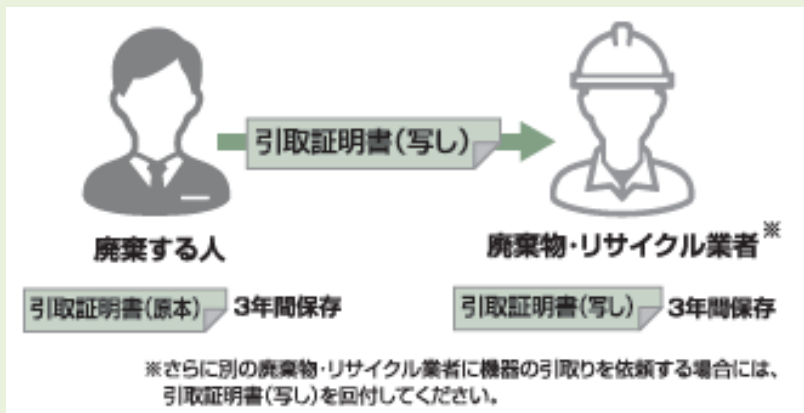 引取証明書(写し)
廃棄する人
廃棄物・リサイクル業者※
引取証明書(原本) 3年間保存
引取証明書(写し) 3年間保存
※さらに別の廃棄物・リサイクル業者に機器の引取りを依頼する場合には、
引取証明書(写し)を回付してください。